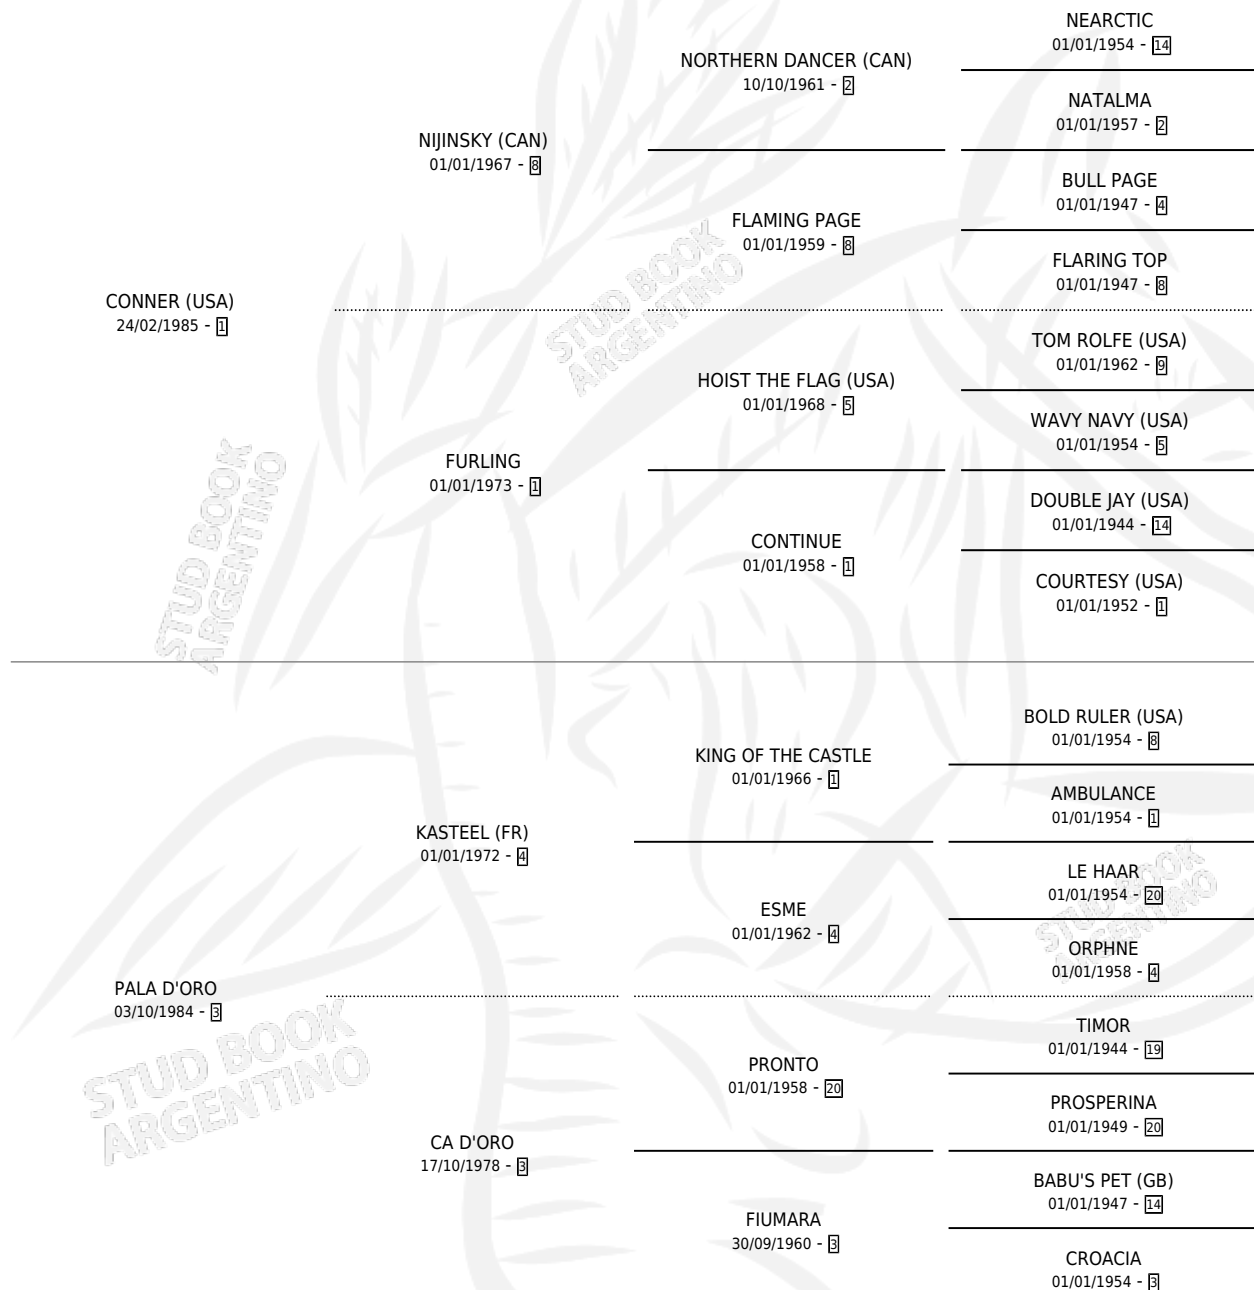 NEARCTIC
01/01/1954 - 14
NORTHERN DANCER (CAN)
10/10/1961 - 2
NATALMA
01/01/1957 - 2
NIJINSKY (CAN)
01/01/1967 - 8
BULL PAGE
01/01/1947 - 4
FLAMING PAGE
01/01/1959 - 8
FLARING TOP
01/01/1947 - 8
CONNER (USA)
24/02/1985 - 1
STUD BOOK
ARGENTINO
TOM ROLFE (USA)
01/01/1962 - 9
HOIST THE FLAG (USA)
01/01/1968 - 5
WAVY NAVY (USA)
01/01/1954 - 5
FURLING
01/01/1973 - 1
DOUBLE JAY (USA)
01/01/1944 - 14
CONTINUE
01/01/1958 - 1
COURTESY (USA)
01/01/1952 - 1
STUD BOOK
ARGENTINO
BOLD RULER (USA)
01/01/1954 - 8
KING OF THE CASTLE
01/01/1966 - 1
AMBULANCE
01/01/1954 - 1
KASTEEL (FR)
01/01/1972 - 4
LE HAAR
01/01/1954 - 20
STUD BOOK
ARGENTINO
ESME
01/01/1962 - 4
ORPHNE
01/01/1958 - 4
PALA D'ORO
03/10/1984 - 3
STUD BOOK
ARGENTINO
TIMOR
01/01/1944 - 19
PRONTO
01/01/1958 - 20
PROSPERINA
01/01/1949 - 20
CA D'ORO
17/10/1978 - 3
BABU'S PET (GB)
01/01/1947 - 14
FIUMARA
30/09/1960 - 3
CROACIA
01/01/1954 - 3